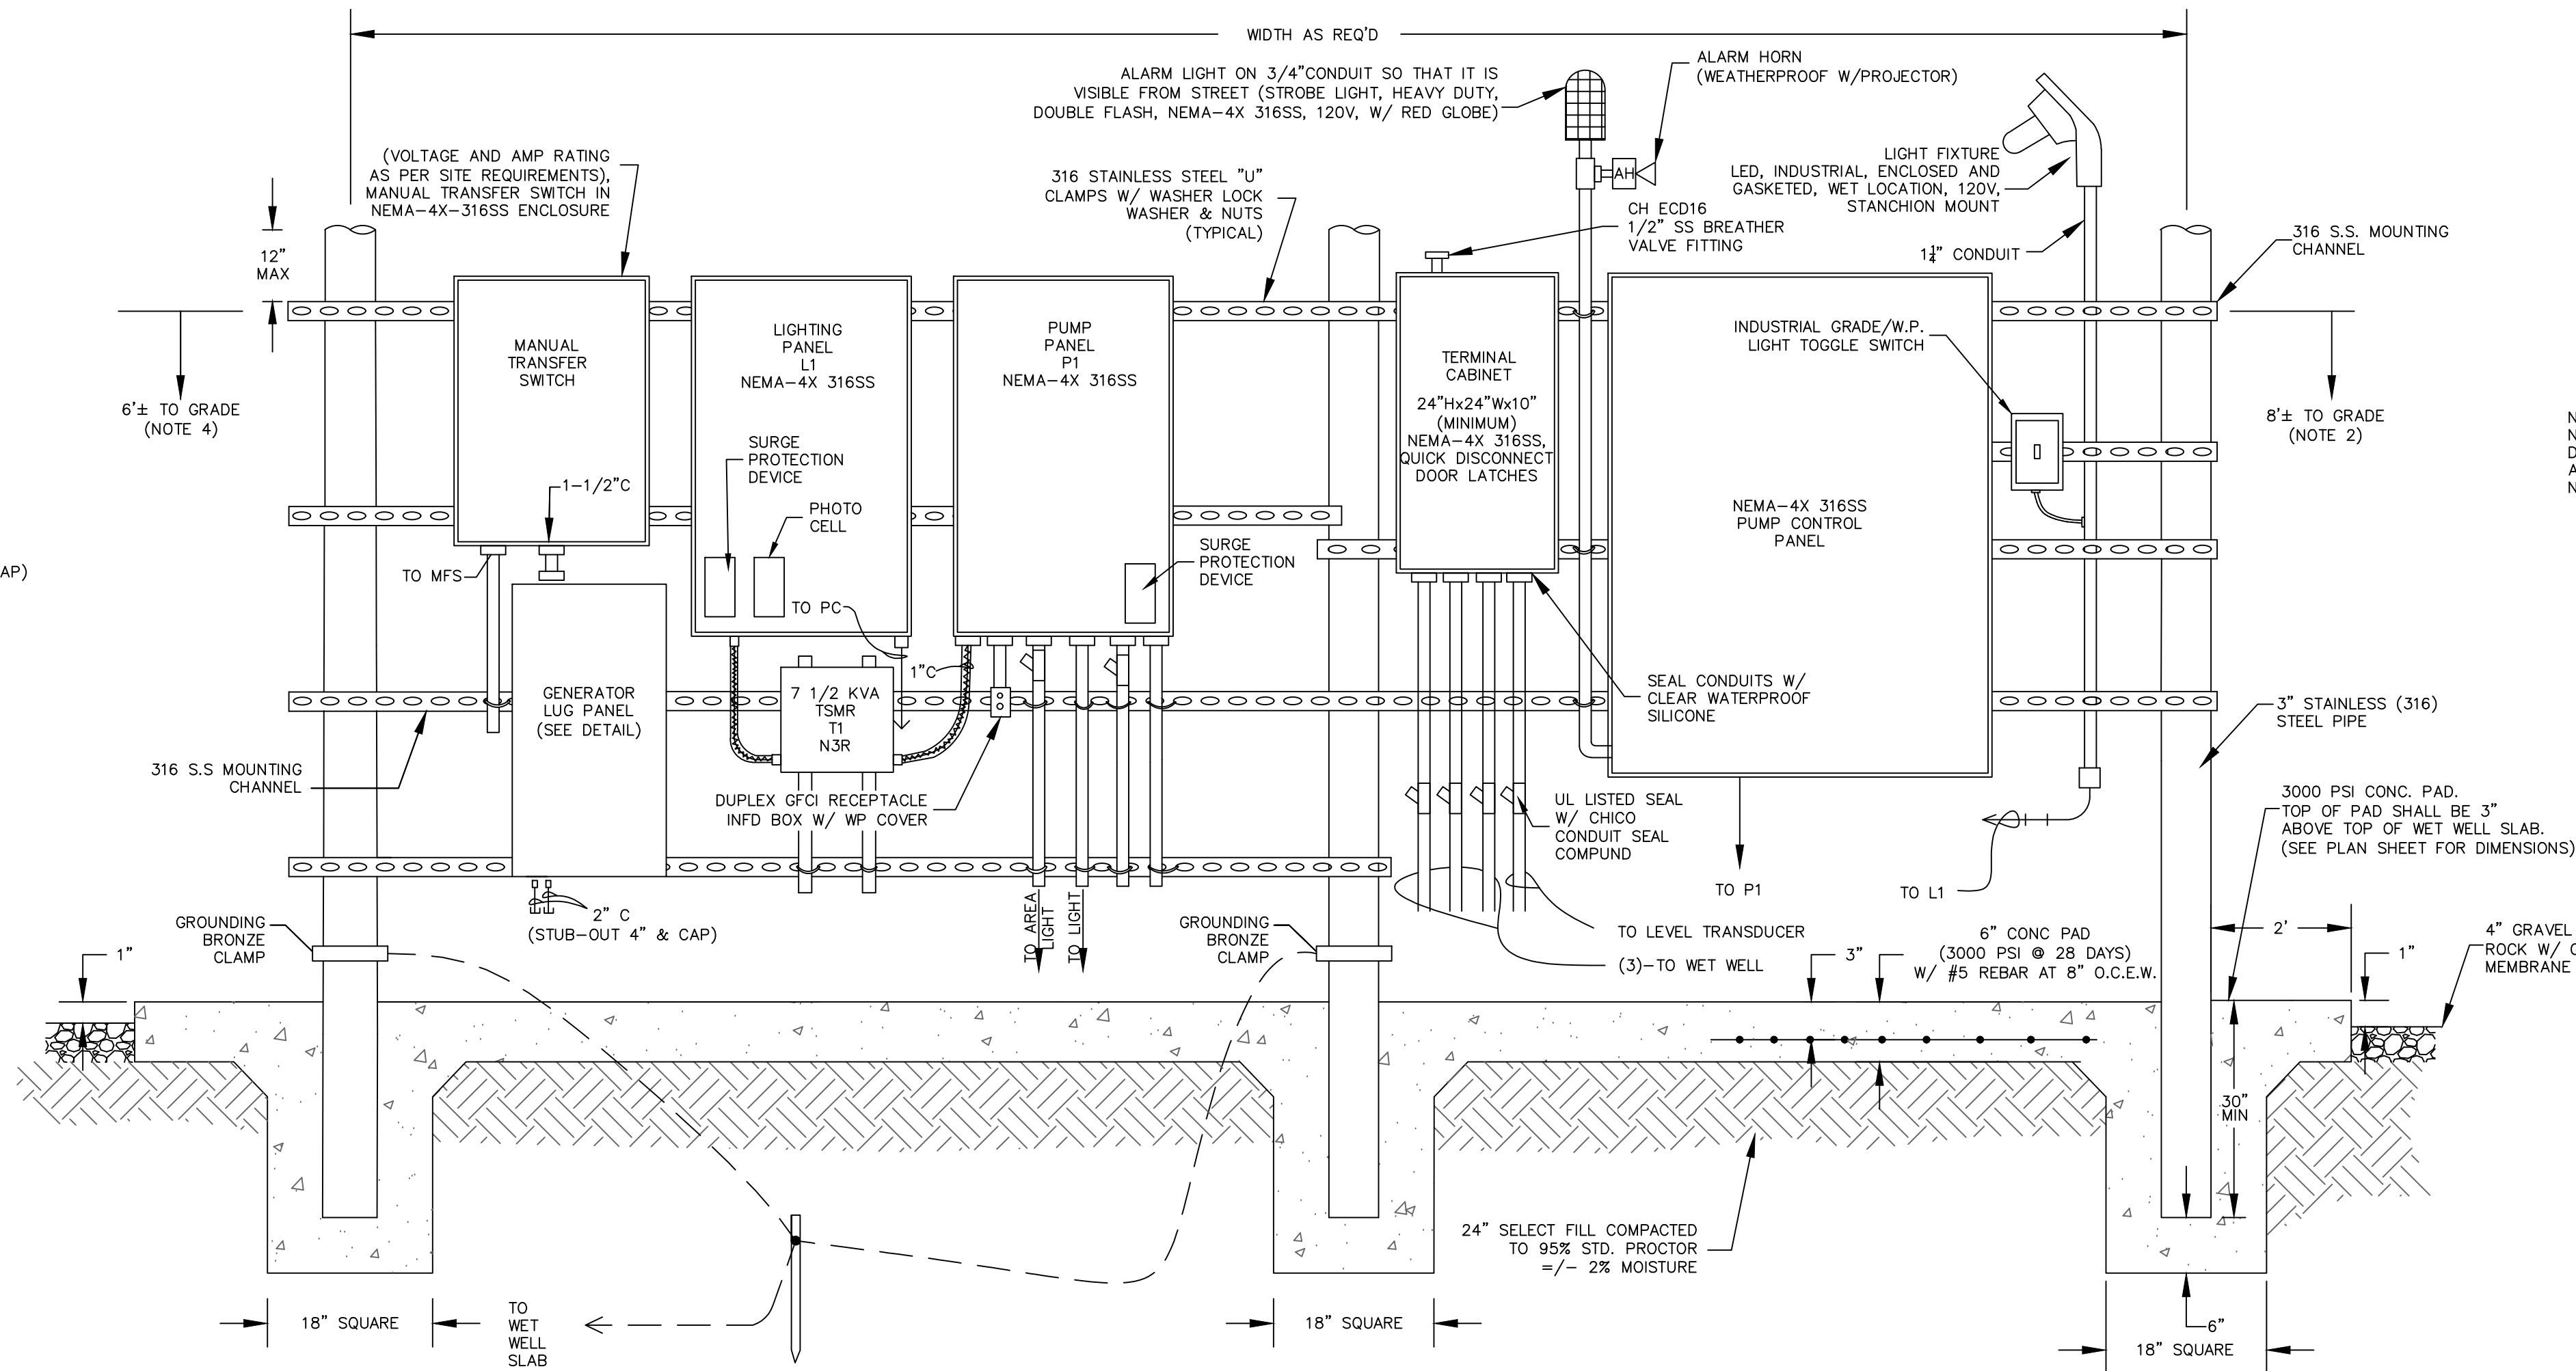 WIDTH AS REQ'D
ALARM LIGHT ON 3/4"CONDUIT SO THAT IT IS
VISIBLE FROM STREET (STROBE LIGHT, HEAVY DUTY,
DOUBLE FLASH, NEMA-4X 316SS, 120V, W/ RED GLOBE)
ALARM HORN
(WEATHERPROOF W/PROJECTOR)
AH
(VOLTAGE AND AMP RATING
AS PER SITE REQUIREMENTS),
MANUAL TRANSFER SWITCH IN
NEMA-4X-316SS ENCLOSURE
316 STAINLESS STEEL "U"
CLAMPS W/ WASHER LOCK
WASHER & NUTS
(TYPICAL)
CH ECD16
1/2" SS BREATHER
VALVE FITTING
LIGHT FIXTURE
LED, INDUSTRIAL, ENCLOSED AND
GASKETED, WET LOCATION, 120V,
STANCHION MOUNT
1 1/4" CONDUIT
316 S.S. MOUNTING
CHANNEL
12"
MAX
6'± TO GRADE
(NOTE 4)
MANUAL
TRANSFER
SWITCH
LIGHTING
PANEL
L1
NEMA-4X 316SS
PUMP
PANEL
P1
NEMA-4X 316SS
TERMINAL
CABINET
24"Hx24"Wx10"
(MINIMUM)
NEMA-4X 316SS,
QUICK DISCONNECT
DOOR LATCHES
INDUSTRIAL GRADE/W.P.
LIGHT TOGGLE SWITCH
8'± TO GRADE
(NOTE 2)
N
N
D
A
N
SURGE
PROTECTION
DEVICE
PHOTO
CELL
1-1/2"C
NEMA-4X 316SS
PUMP CONTROL
PANEL
SURGE
PROTECTION
DEVICE
AP)
TO MFS
TO PC
1"C
GENERATOR
LUG PANEL
(SEE DETAIL)
7 1/2 KVA
TSMR
T1
N3R
SEAL CONDUITS W/
CLEAR WATERPROOF
SILICONE
3" STAINLESS (316)
STEEL PIPE
316 S.S MOUNTING
CHANNEL
DUPLEX GFCI RECEPTACLE
INFD BOX W/ WP COVER
UL LISTED SEAL
W/ CHICO
CONDUIT SEAL
COMPUND
3000 PSI CONC. PAD.
TOP OF PAD SHALL BE 3"
ABOVE TOP OF WET WELL SLAB.
(SEE PLAN SHEET FOR DIMENSIONS)
TO P1
TO L1
2" C
(STUB-OUT 4" & CAP)
GROUNDING
BRONZE
CLAMP
TO AREA
LIGHT
TO LIGHT
GROUNDING
BRONZE
CLAMP
TO LEVEL TRANSDUCER
(3)-TO WET WELL
6" CONC PAD
(3000 PSI @ 28 DAYS)
W/ #5 REBAR AT 8" O.C.E.W.
3"
2'
1"
1"
4" GRAVEL
ROCK W/
MEMBRANE
30"
MIN
24" SELECT FILL COMPACTED
TO 95% STD. PROCTOR
=/- 2% MOISTURE
18" SQUARE
TO
WET
WELL
SLAB
18" SQUARE
6"
18" SQUARE